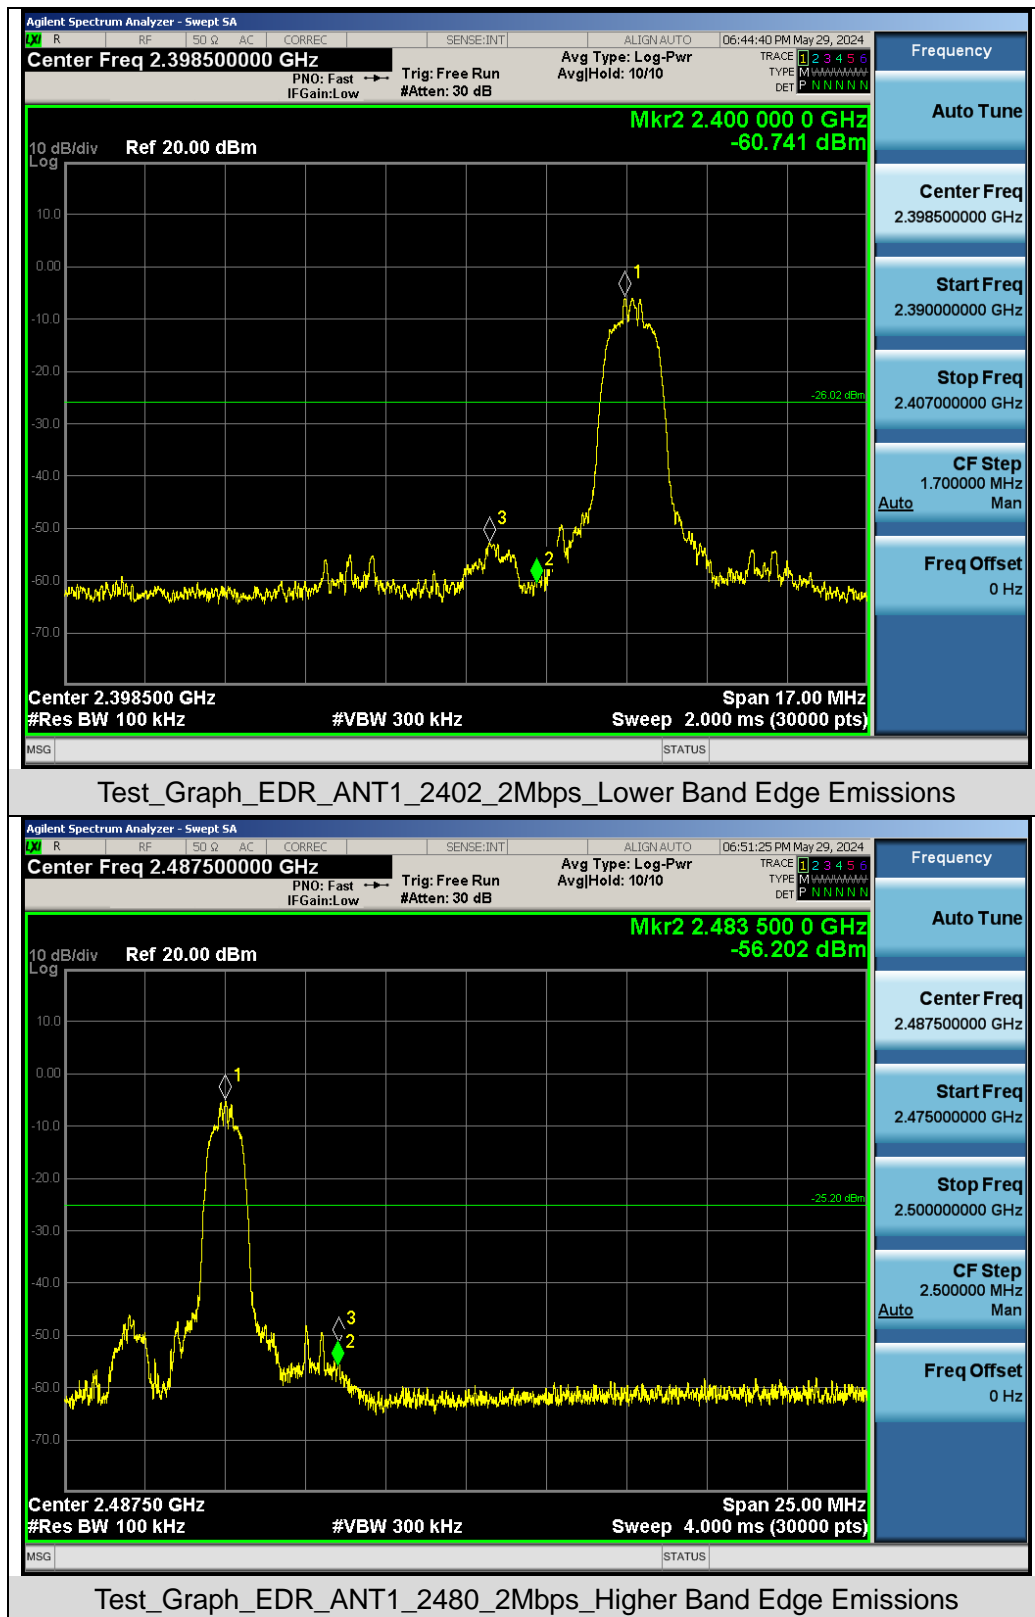 Agilent Spectrum Analyzer - Swept SA
LXI R RF 50 Ω AC CORREC SENSE:INT ALIGN AUTO 06:44:40 PM May 29, 2024
Center Freq 2.398500000 GHz
PNO: Fast
IFGain:Low
Trig: Free Run
#Atten: 30 dB
Avg Type: Log-Pwr
Avg|Hold: 10/10
TRACE 1 2 3 4 5 6
TYPE M
DET P N N N N N
Mkr2 2.400 000 0 GHz
-60.741 dBm
10 dB/div Ref 20.00 dBm
Log
10.0
0.00
-10.0
-20.0
-30.0
-40.0
-50.0
-60.0
-70.0
1
-26.02 dBm
3
2
Center 2.398500 GHz Span 17.00 MHz
#Res BW 100 kHz #VBW 300 kHz Sweep 2.000 ms (30000 pts)
MSG STATUS
Frequency
Auto Tune
Center Freq
2.398500000 GHz
Start Freq
2.390000000 GHz
Stop Freq
2.407000000 GHz
CF Step
1.700000 MHz
Auto Man
Freq Offset
0 Hz
Test_Graph_EDR_ANT1_2402_2Mbps_Lower Band Edge Emissions
Agilent Spectrum Analyzer - Swept SA
LXI R RF 50 Ω AC CORREC SENSE:INT ALIGN AUTO 06:51:25 PM May 29, 2024
Center Freq 2.487500000 GHz
PNO: Fast
IFGain:Low
Trig: Free Run
#Atten: 30 dB
Avg Type: Log-Pwr
Avg|Hold: 10/10
TRACE 1 2 3 4 5 6
TYPE M
DET P N N N N N
Mkr2 2.483 500 0 GHz
-56.202 dBm
10 dB/div Ref 20.00 dBm
Log
10.0
0.00
-10.0
-20.0
-30.0
-40.0
-50.0
-60.0
-70.0
1
-25.20 dBm
3
2
Center 2.48750 GHz Span 25.00 MHz
#Res BW 100 kHz #VBW 300 kHz Sweep 4.000 ms (30000 pts)
MSG STATUS
Frequency
Auto Tune
Center Freq
2.487500000 GHz
Start Freq
2.475000000 GHz
Stop Freq
2.500000000 GHz
CF Step
2.500000 MHz
Auto Man
Freq Offset
0 Hz
Test_Graph_EDR_ANT1_2480_2Mbps_Higher Band Edge Emissions